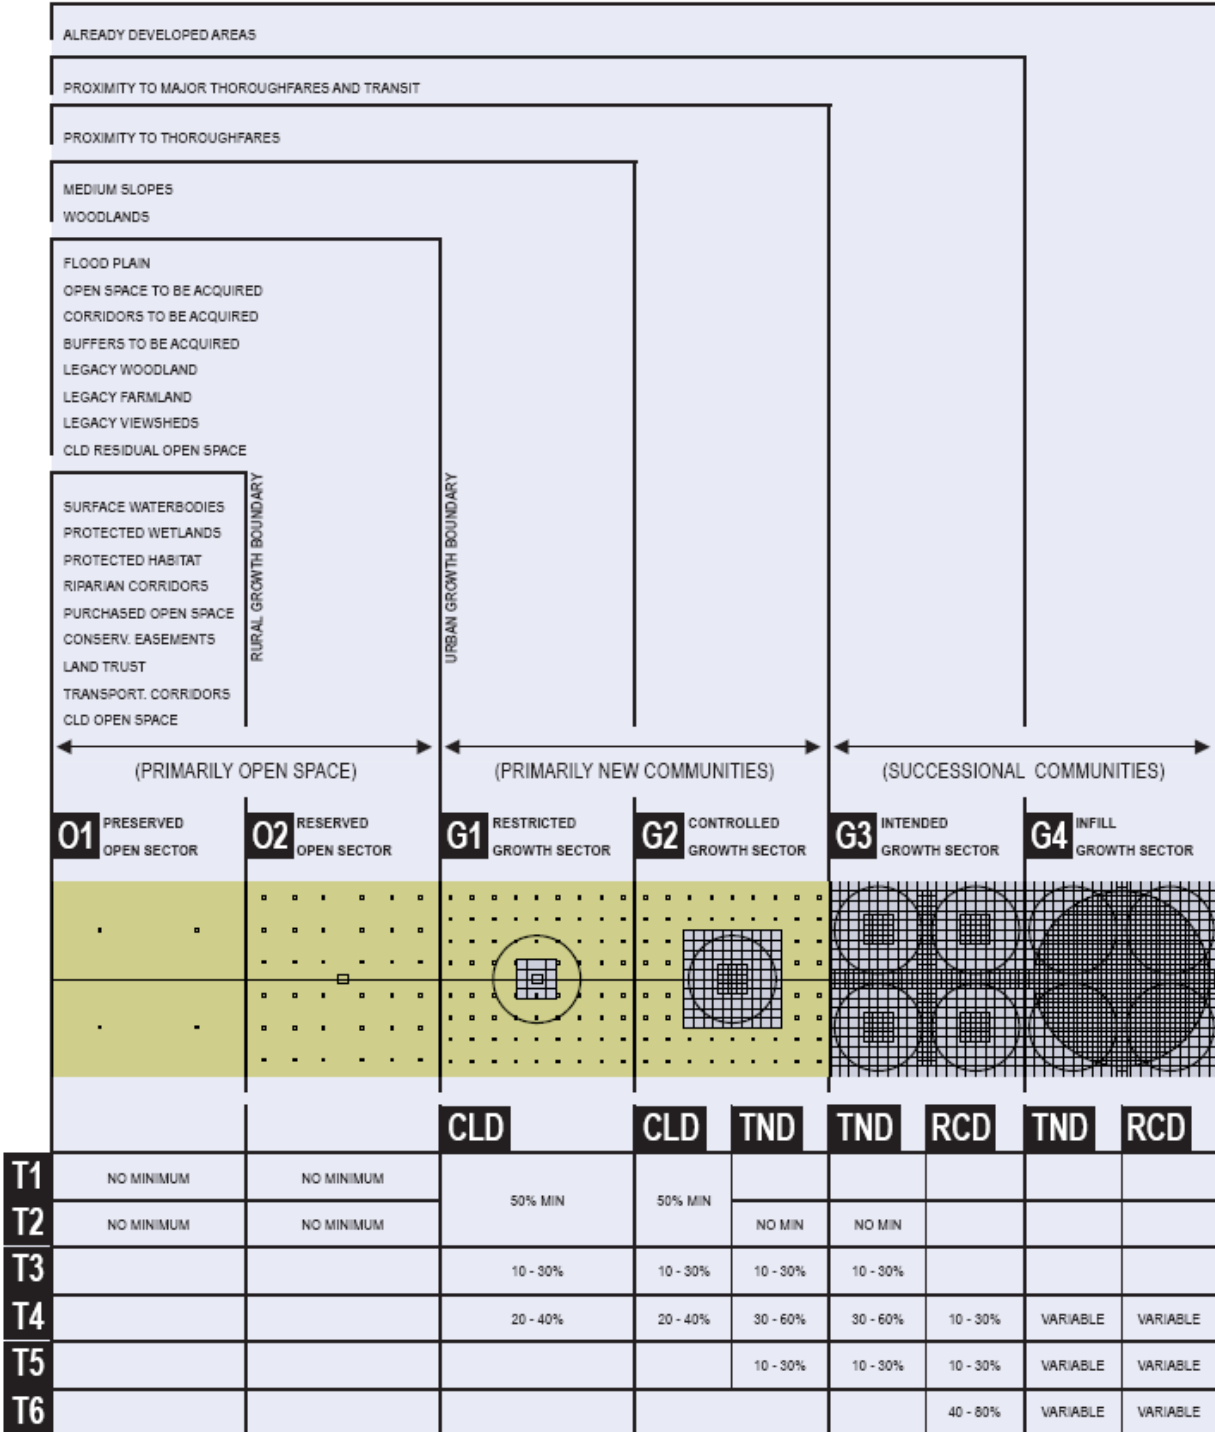 ALREADY DEVELOPED AREAS
PROXIMITY TO MAJOR THOROUGHFARES AND TRANSIT
PROXIMITY TO THOROUGHFARES
MEDIUM SLOPES
WOODLANDS
FLOOD PLAIN
OPEN SPACE TO BE ACQUIRED
CORRIDORS TO BE ACQUIRED
BUFFERS TO BE ACQUIRED
LEGACY WOODLAND
LEGACY FARMLAND
LEGACY VIEWSHEDS
CLD RESIDUAL OPEN SPACE
SURFACE WATERBODIES
PROTECTED WETLANDS
PROTECTED HABITAT
RIPARIAN CORRIDORS
PURCHASED OPEN SPACE
CONSERV. EASEMENTS
LAND TRUST
TRANSPORT. CORRIDORS
CLD OPEN SPACE
RURAL GROWTH BOUNDARY
URBAN GROWTH BOUNDARY
(PRIMARILY OPEN SPACE) (PRIMARILY NEW COMMUNITIES) (SUCCESSIONAL COMMUNITIES)
O1 PRESERVED OPEN SECTOR
O2 RESERVED OPEN SECTOR
G1 RESTRICTED GROWTH SECTOR
G2 CONTROLLED GROWTH SECTOR
G3 INTENDED GROWTH SECTOR
G4 INFILL GROWTH SECTOR
CLD CLD TND TND RCD TND RCD
T1 NO MINIMUM NO MINIMUM
50% MIN 50% MIN
T2 NO MINIMUM NO MINIMUM NO MIN NO MIN
T3 10 - 30% 10 - 30% 10 - 30% 10 - 30%
T4 20 - 40% 20 - 40% 30 - 60% 30 - 60% 10 - 30% VARIABLE VARIABLE
T5 10 - 30% 10 - 30% 10 - 30% VARIABLE VARIABLE
T6 40 - 80% VARIABLE VARIABLE